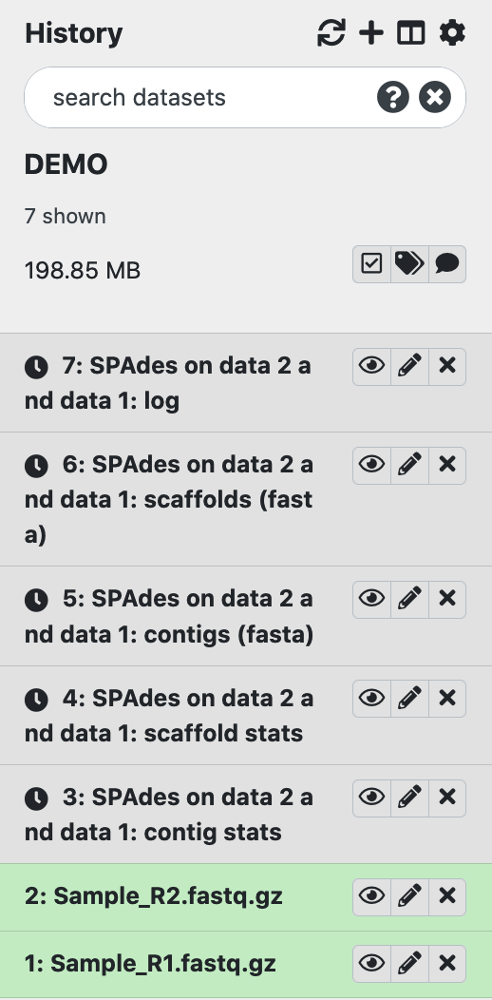 History
search datasets
DEMO
7 shown
198.85 MB
7: SPAdes on data 2 a
nd data 1: log
6: SPAdes on data 2 a
nd data 1: scaffolds (fast
a)
5: SPAdes on data 2 a
nd data 1: contigs (fasta)
4: SPAdes on data 2 a
nd data 1: scaffold stats
3: SPAdes on data 2 a
nd data 1: contig stats
2: Sample_R2.fastq.gz
1: Sample_R1.fastq.gz